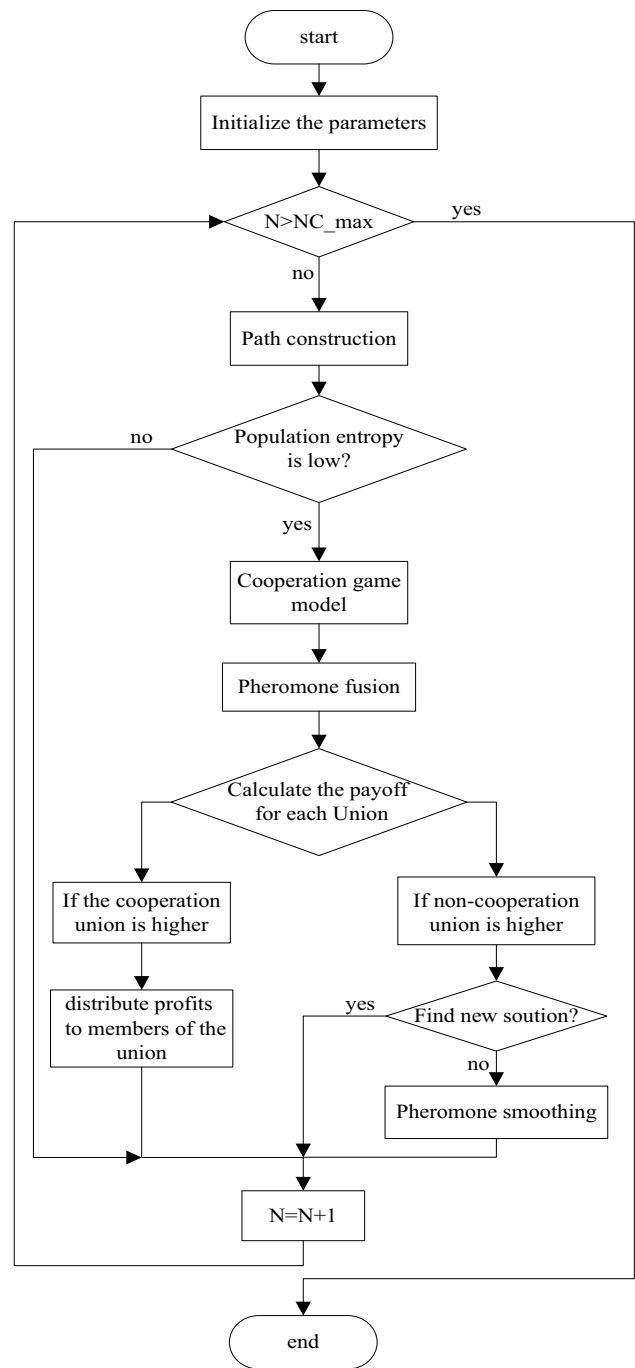 start
Initialize the parameters
N>NC_max
yes
no
Path construction
no
Population entropy
is low?
yes
Cooperation game
model
Pheromone fusion
Calculate the payoff
for each Union
If the cooperation
union is higher
If non-cooperation
union is higher
distribute profits
to members of the
union
yes
Find new soution?
no
Pheromone smoothing
N=N+1
end